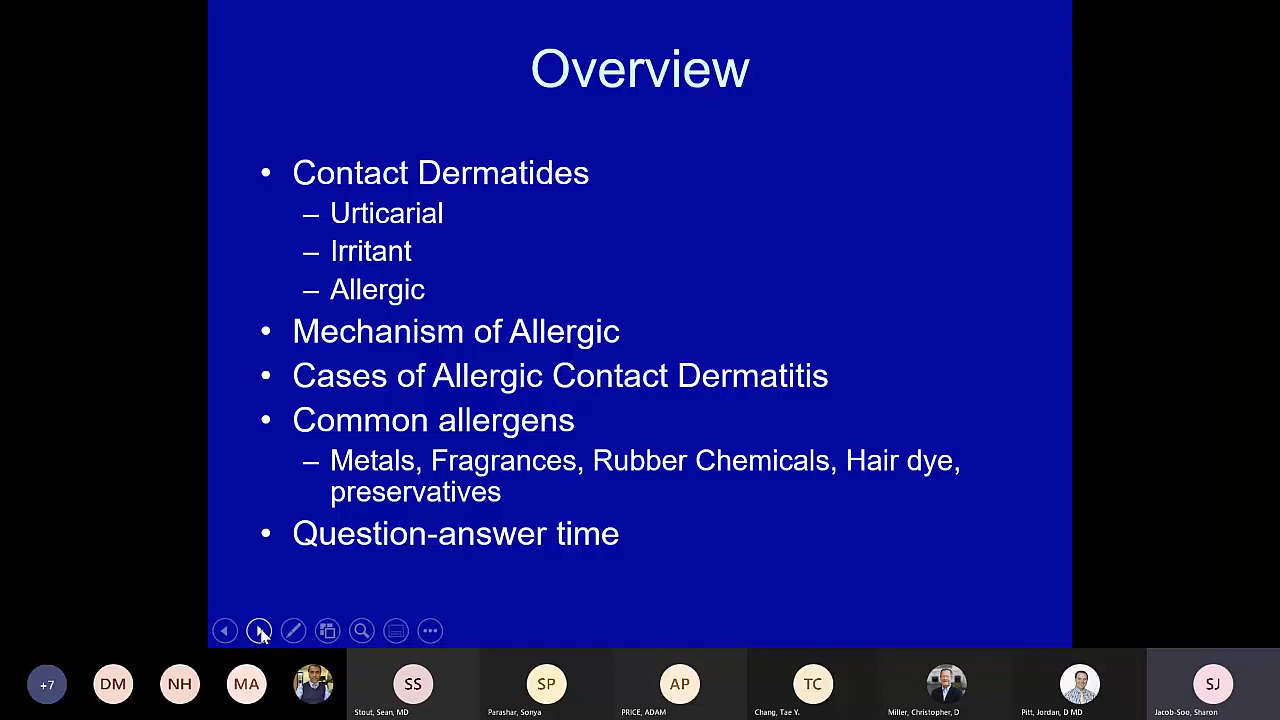 Overview
• Contact Dermatides
– Urticarial
– Irritant
– Allergic
• Mechanism of Allergic
• Cases of Allergic Contact Dermatitis
• Common allergens
– Metals, Fragrances, Rubber Chemicals, Hair dye,
preservatives
• Question-answer time
+7
DM
NH
MA
SS
SP
AP
TC
SJ
Stout, Sean, MD
Parashar, Sonya
PRICE, ADAM
Chang, Tae Y.
Miller, Christopher, D
Pitt, Jordan, D MD
Jacob-Soo, Sharon